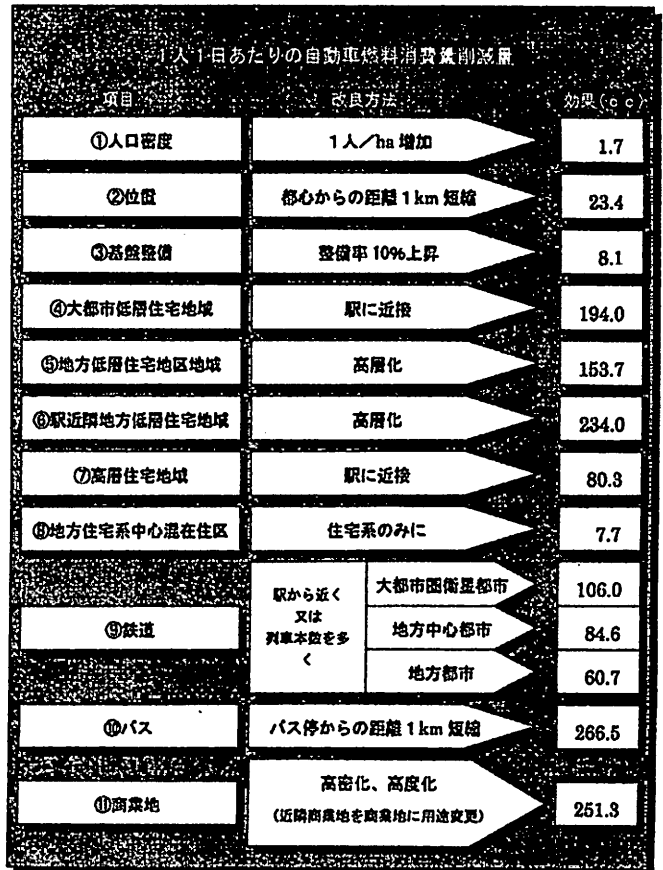 1人1日あたりの自動車燃料消費量削減量
項目 改良方法 効果(cc)
①人口密度 1人／ha 増加 1.7
②位置 都心からの距離1km 短縮 23.4
③基盤整備 整備率10%上昇 8.1
④大都市低層住宅地域 駅に近接 194.0
⑤地方低層住宅地区地域 高層化 153.7
⑥駅近隣地方低層住宅地域 高層化 234.0
⑦高層住宅地域 駅に近接 80.3
⑧地方住宅系中心混在住区 住宅系のみに 7.7
⑨鉄道
駅から近く
又は
列車本数を多
く
大都市圏衛星都市 106.0
地方中心都市 84.6
地方都市 60.7
⑩バス バス停からの距離1km 短縮 266.5
⑪商業地
高密化、高度化
(近隣商業地を商業地に用途変更)
251.3